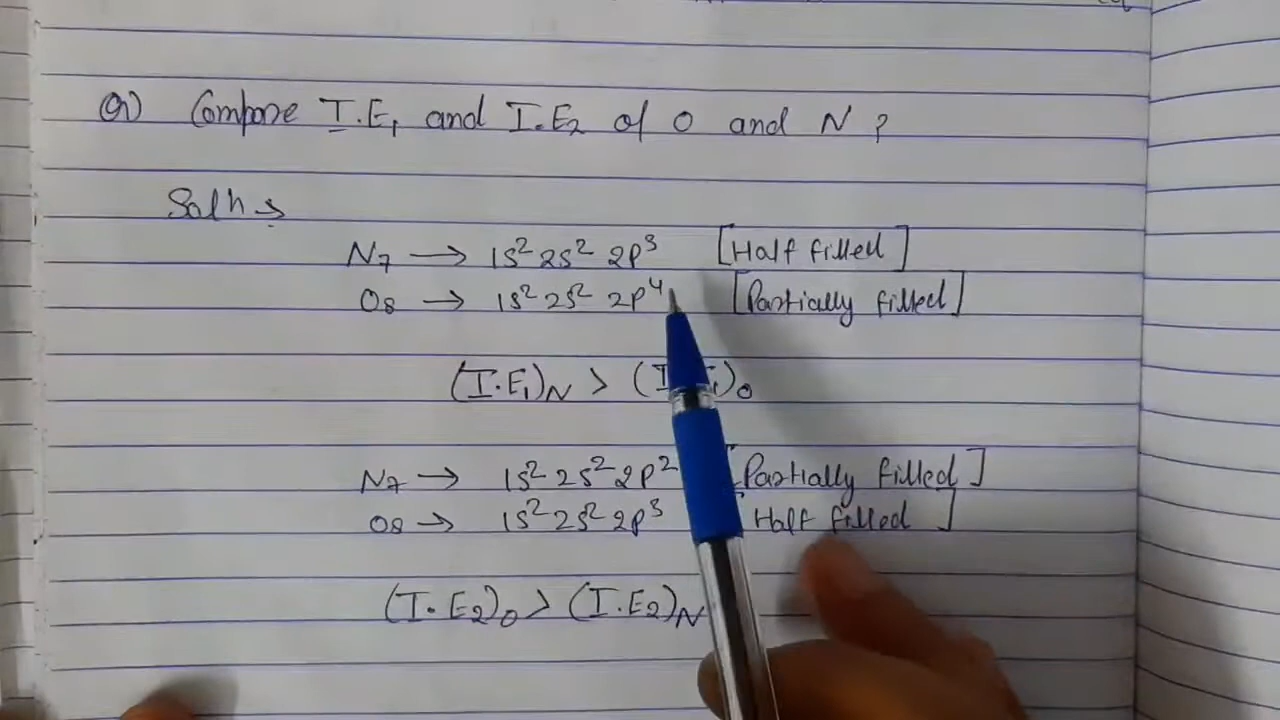 Q) Compare I.E₁ and I.E₂ of O and N ?
Solⁿ →
N₇ → 1s² 2s² 2p³ [Half filled]
O₈ → 1s² 2s² 2p⁴ [Partially filled]
(I.E₁)N > (I.E₁)O
N₇ → 1s² 2s² 2p² [Partially filled]
O₈ → 1s² 2s² 2p³ [Half filled]
(I.E₂)O > (I.E₂)N